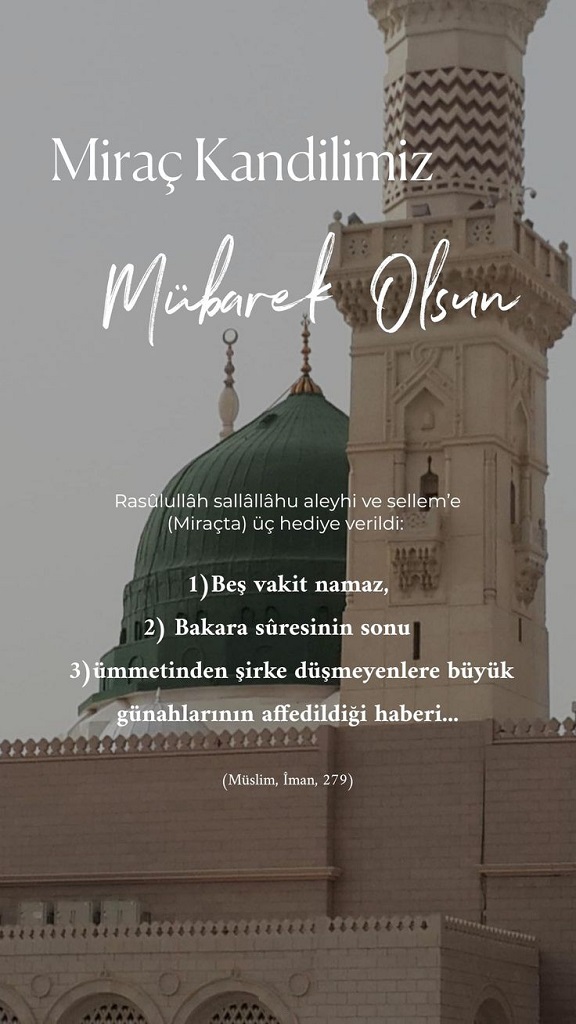 Miraç Kandilimiz
Mübarek Olsun
Rasûlullâh sallâllâhu aleyhi ve sellem’e
(Miraçta) üç hediye verildi:
1)Beş vakit namaz,
2) Bakara sûresinin sonu
3)ümmetinden şirke düşmeyenlere büyük
günahlarının affedildiği haberi...
(Müslim, Îman, 279)